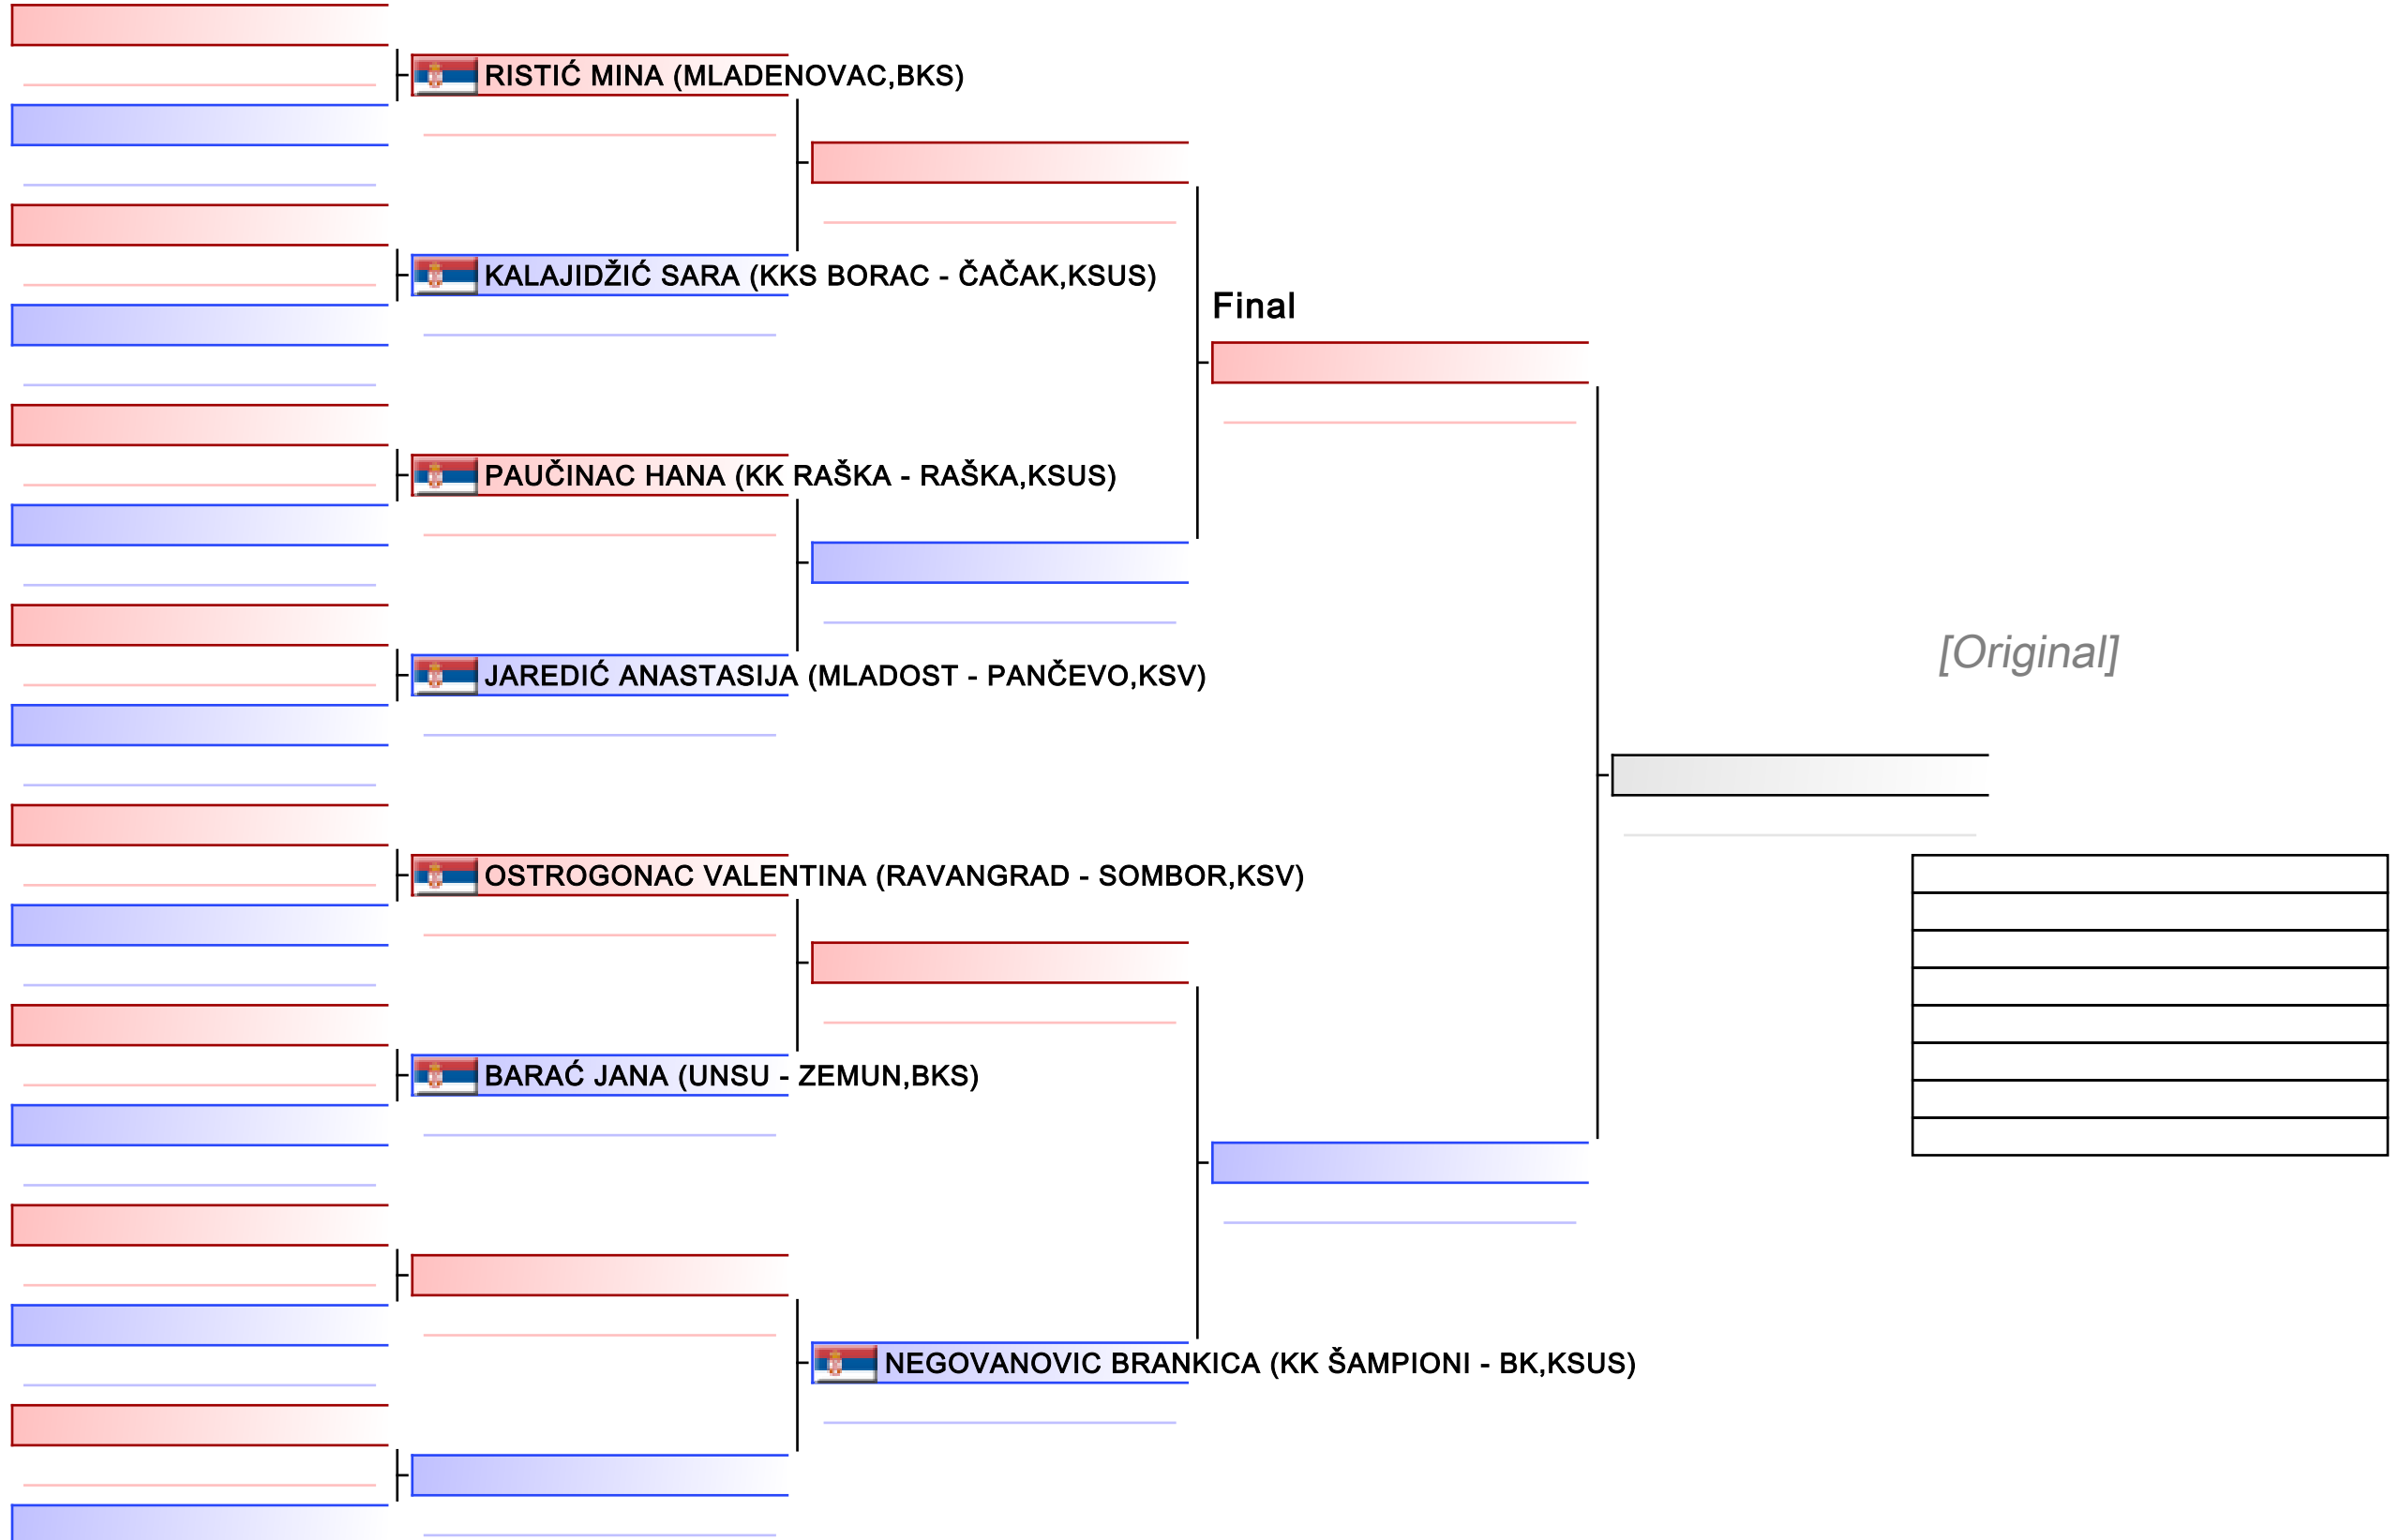 RISTIĆ MINA (MLADENOVAC,BKS)
KALAJIDŽIĆ SARA (KKS BORAC - ČAČAK,KSUS)
Final
PAUČINAC HANA (KK RAŠKA - RAŠKA,KSUS)
[Original]
JAREDIĆ ANASTASIJA (MLADOST - PANČEVO,KSV)
OSTROGONAC VALENTINA (RAVANGRAD - SOMBOR,KSV)
BARAĆ JANA (UNSU - ZEMUN,BKS)
NEGOVANOVIC BRANKICA (KK ŠAMPIONI - BK,KSUS)